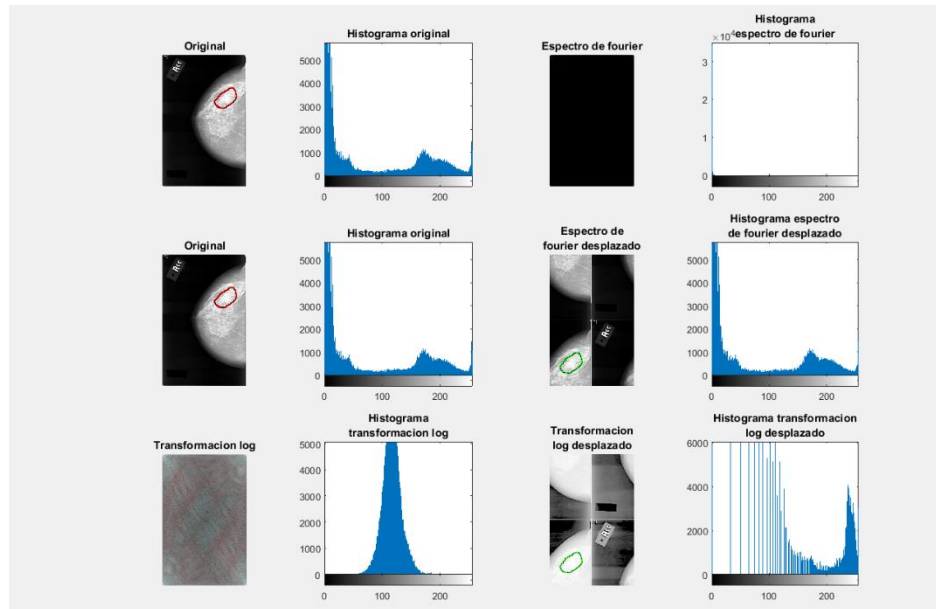 Original
Histograma original
Espectro de fourier
Histograma
espectro de fourier
5000
4000
3000
2000
1000
0
0 100 200
× 10⁴
3
2
1
0
0 100 200
Original
Histograma original
Espectro de
fourier desplazado
Histograma espectro
de fourier desplazado
5000
4000
3000
2000
1000
0
0 100 200
5000
4000
3000
2000
1000
0
0 100 200
Transformacion log
Histograma
transformacion log
Transformacion
log desplazado
Histograma transformacion
log desplazado
5000
4000
3000
2000
1000
0
0 100 200
6000
4000
2000
0
0 100 200